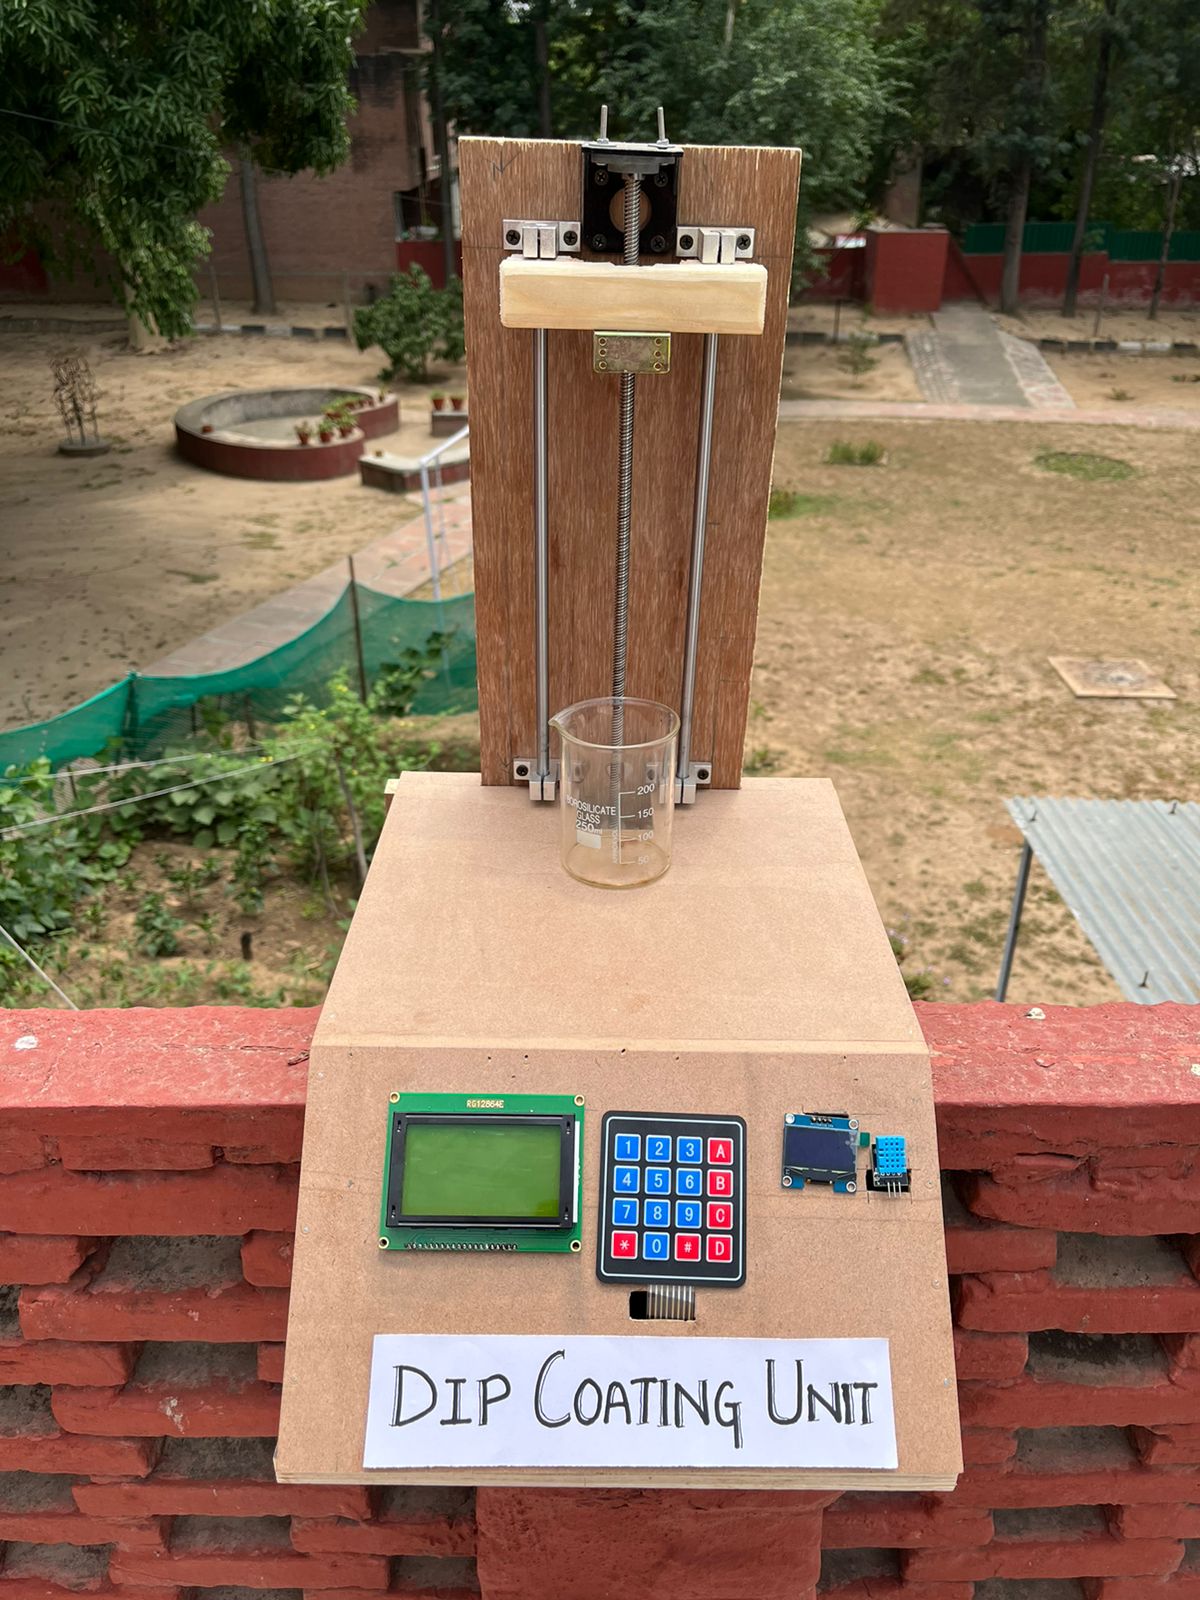 BOROSILICATE
GLASS
250ml
200
150
100
50
RG12864E
1 2 3 A
4 5 6 B
7 8 9 C
* 0 # D
DIP COATING UNIT